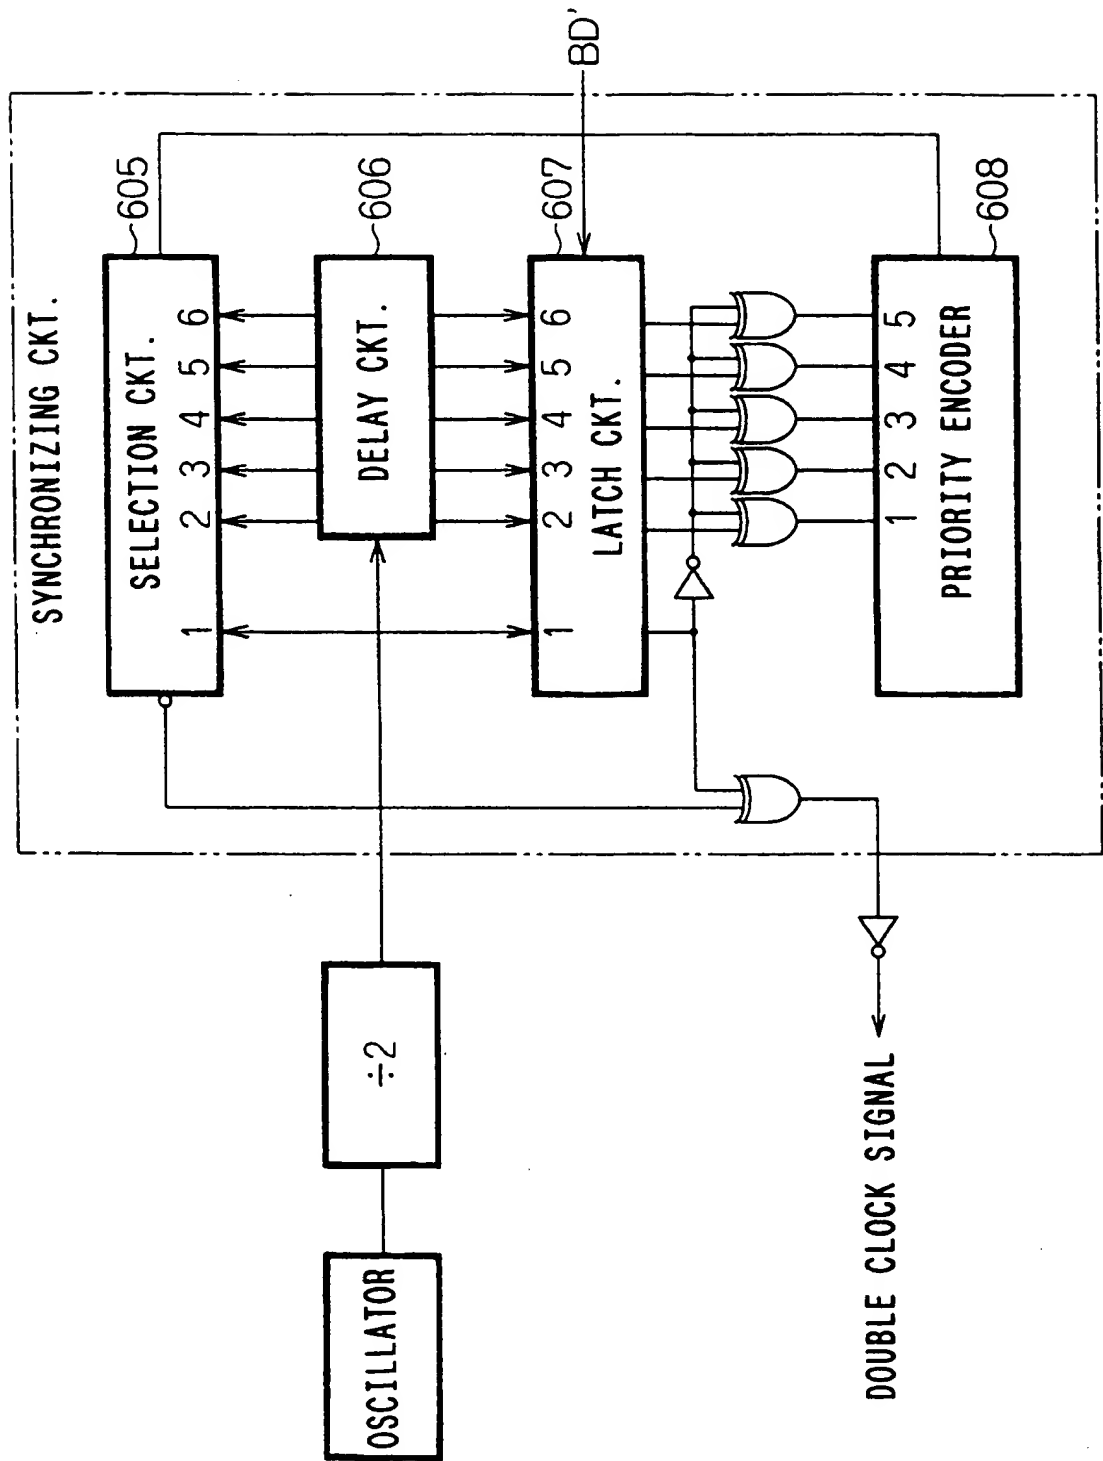 SYNCHRONIZING CKT.
605
SELECTION CKT.
1 2 3 4 5 6
606
DELAY CKT.
607
1 2 3 4 5 6
LATCH CKT.
BD'
608
1 2 3 4 5
PRIORITY ENCODER
OSCILLATOR
÷2
DOUBLE CLOCK SIGNAL